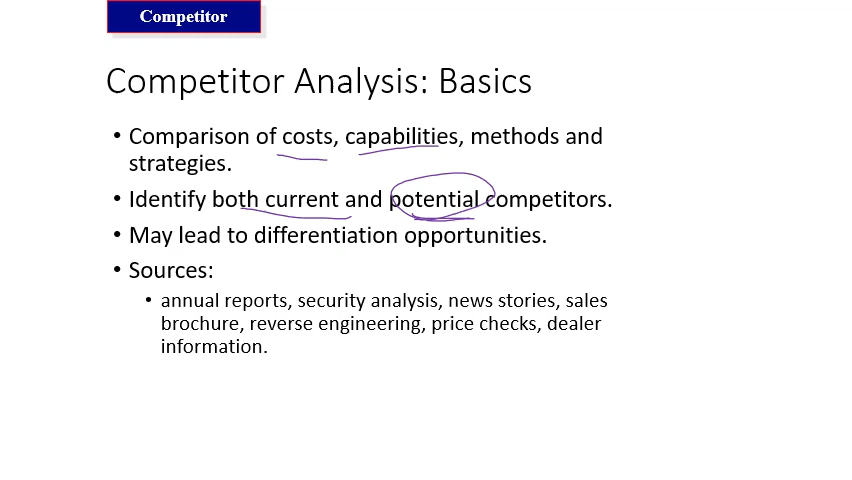 Competitor
Competitor Analysis: Basics
• Comparison of costs, capabilities, methods and
strategies.
• Identify both current and potential competitors.
• May lead to differentiation opportunities.
• Sources:
• annual reports, security analysis, news stories, sales
brochure, reverse engineering, price checks, dealer
information.